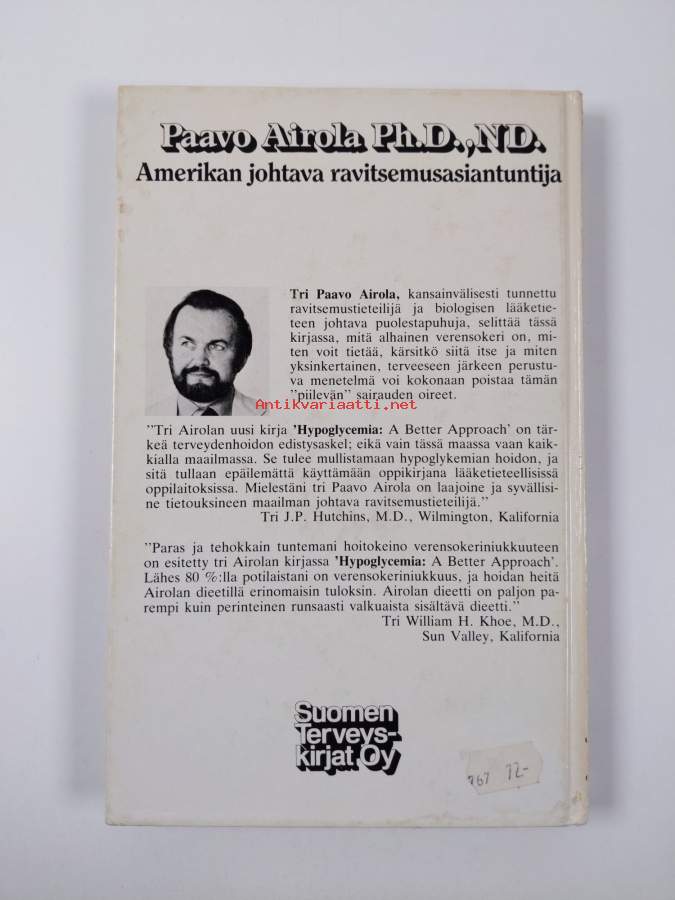 Paavo Airola Ph.D., ND.
Amerikan johtava ravitsemusasiantuntija
Tri Paavo Airola, kansainvälisesti tunnettu
ravitsemustieteilijä ja biologisen lääketie-
teen johtava puolestapuhuja, selittää tässä
kirjassa, mitä alhainen verensokeri on, mi-
ten voit tietää, kärsitkö siitä itse ja miten
yksinkertainen, terveeseen järkeen perustu-
va menetelmä voi kokonaan poistaa tämän
"piilevän" sairauden oireet.
Antikvariaatti.net
"Tri Airolan uusi kirja 'Hypoglycemia: A Better Approach' on tär-
keä terveydenhoidon edistysaskel; eikä vain tässä maassa vaan kaik-
kialla maailmassa. Se tulee mullistamaan hypoglykemian hoidon, ja
sitä tullaan epäilemättä käyttämään oppikirjana lääketieteellisissä
oppilaitoksissa. Mielestäni tri Paavo Airola on laajoine ja syvällisi-
ne tietouksineen maailman johtava ravitsemustieteilijä."
Tri J.P. Hutchins, M.D., Wilmington, Kalifornia
"Paras ja tehokkain tuntemani hoitokeino verensokeriniukkuuteen
on esitetty tri Airolan kirjassa 'Hypoglycemia: A Better Approach'.
Lähes 80 %:lla potilaistani on verensokeriniukkuus, ja hoidan heitä
Airolan dieetillä erinomaisin tuloksin. Airolan dieetti on paljon pa-
rempi kuin perinteinen runsaasti valkuaista sisältävä dieetti."
Tri William H. Khoe, M.D.,
Sun Valley, Kalifornia
Suomen
Terveys-
kirjat Oy
767 12-